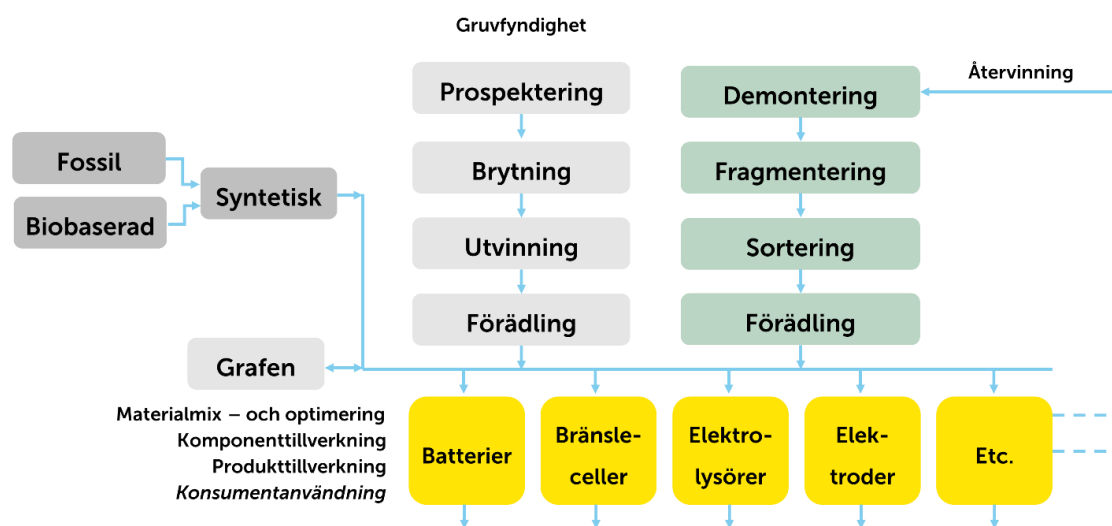 Gruvfyndighet
Återvinning
Prospektering
Demontering
Fossil
Brytning
Fragmentering
Syntetisk
Biobaserad
Utvinning
Sortering
Förädling
Förädling
Grafen
Materialmix – och optimering
Komponenttillverkning
Produkttillverkning
Konsumentanvändning
Batterier
Bränsle-
celler
Elektro-
lysörer
Elek-
troder
Etc.